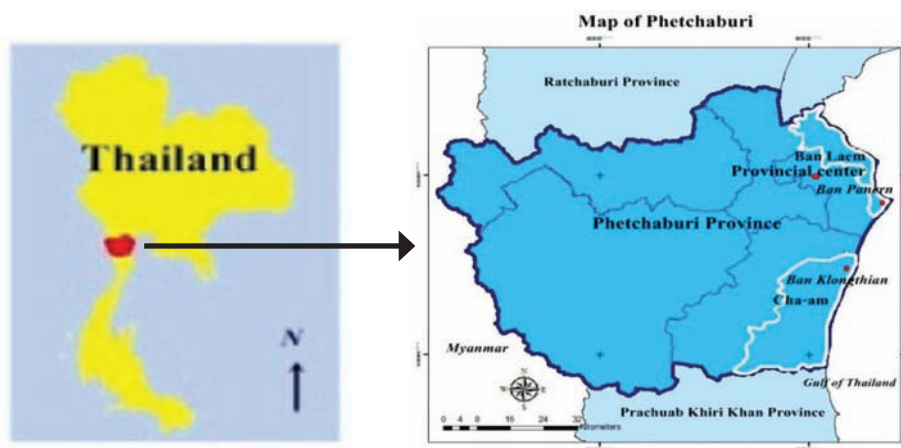 Map of Phetchaburi
Thailand
N
Ratchaburi Province
Ban Laem
Provincial center
Ban Panern
Phetchaburi Province
Ban Klongthian
Cha-am
Myanmar
N
W
E
S
Gulf of Thailand
Prachuab Khiri Khan Province
0 4 8 16 24 32
Kilometers